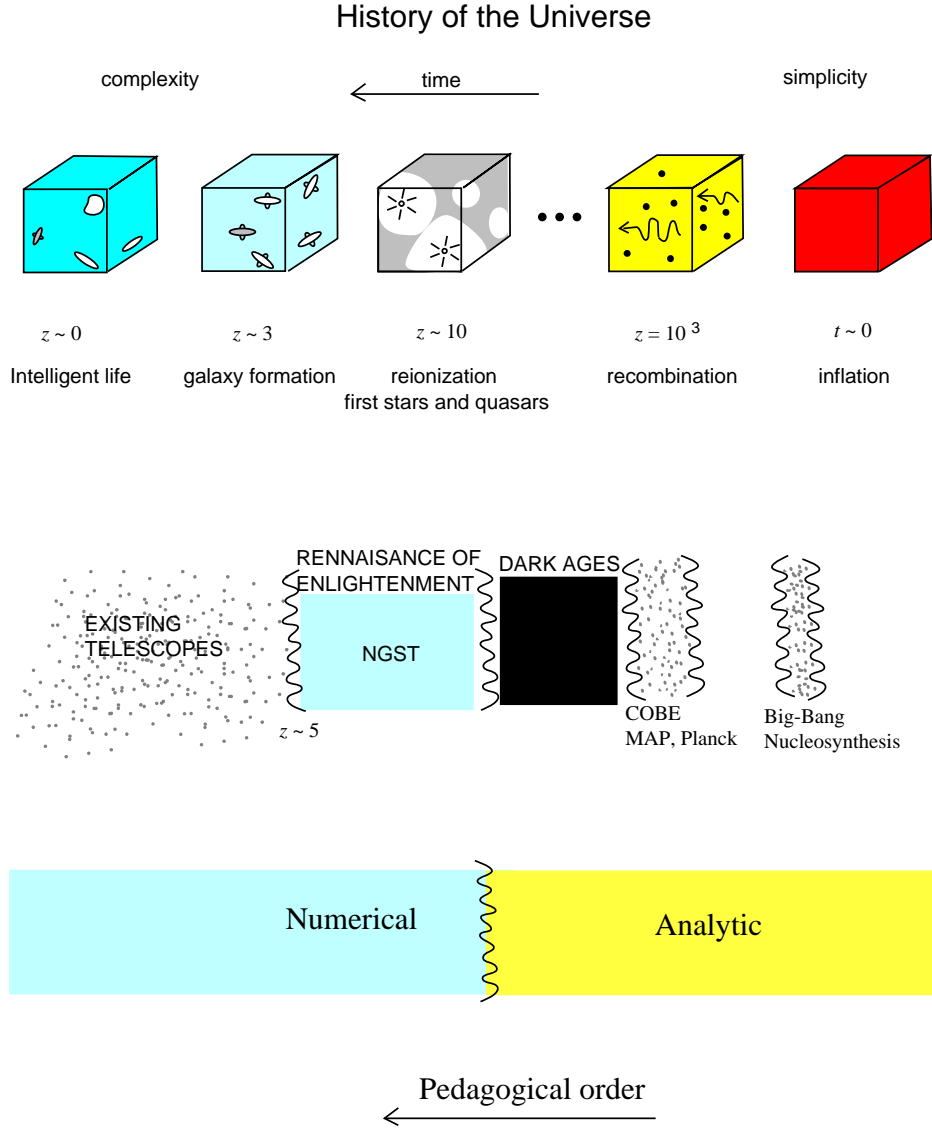 History of the Universe
complexity
time
simplicity
z ~ 0
z ~ 3
z ~ 10
z = 10 3
t ~ 0
Intelligent life
galaxy formation
reionization
first stars and quasars
recombination
inflation
EXISTING
TELESCOPES
RENNAISANCE OF
ENLIGHTENMENT
NGST
z ~ 5
DARK AGES
COBE
MAP, Planck
Big-Bang
Nucleosynthesis
Numerical
Analytic
Pedagogical order